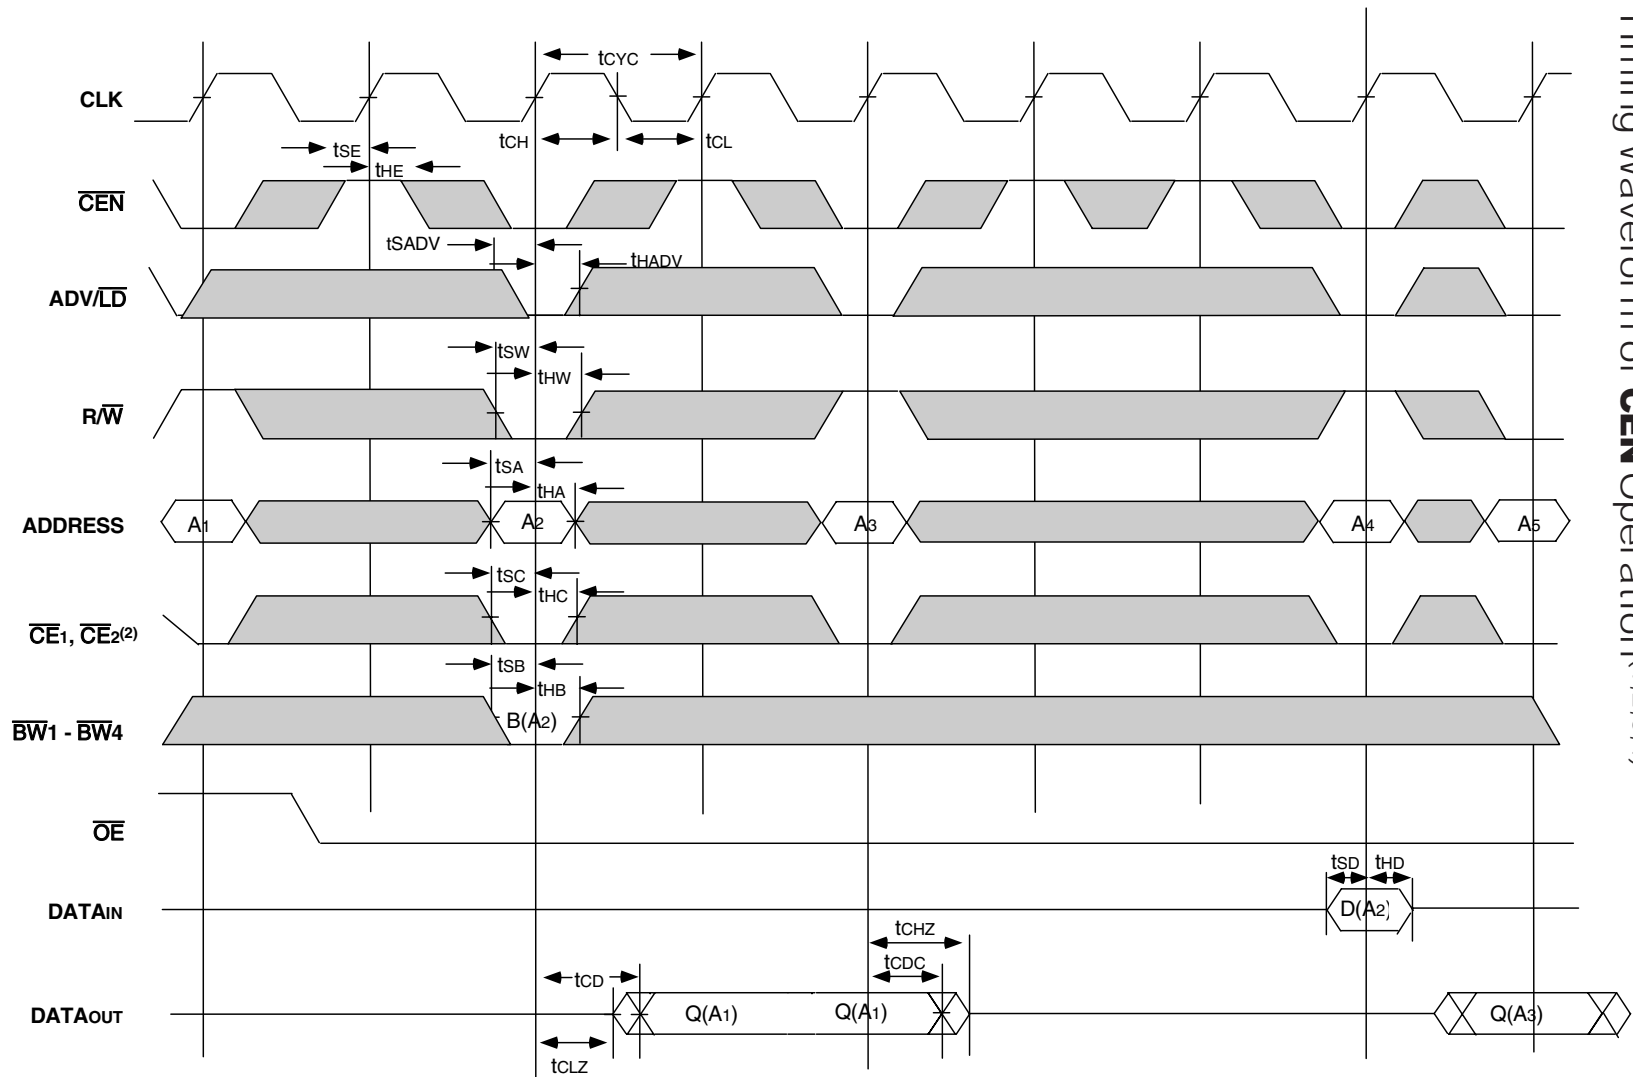 tCYC
CLK
tCH
tCL
tSE
tHE
CEN
tSADV
tHADV
ADV/LD
tSW
tHW
R/W
tSA
tHA
ADDRESS
A1
A2
A3
A4
A5
tSC
tHC
CE1, CE2(2)
tSB
tHB
BW1 - BW4
B(A2)
OE
tSD
tHD
DATAIN
D(A2)
tCHZ
tCDC
tCD
DATAOUT
Q(A1)
Q(A1)
Q(A3)
tCLZ
Timing Waveform of CEN Operation